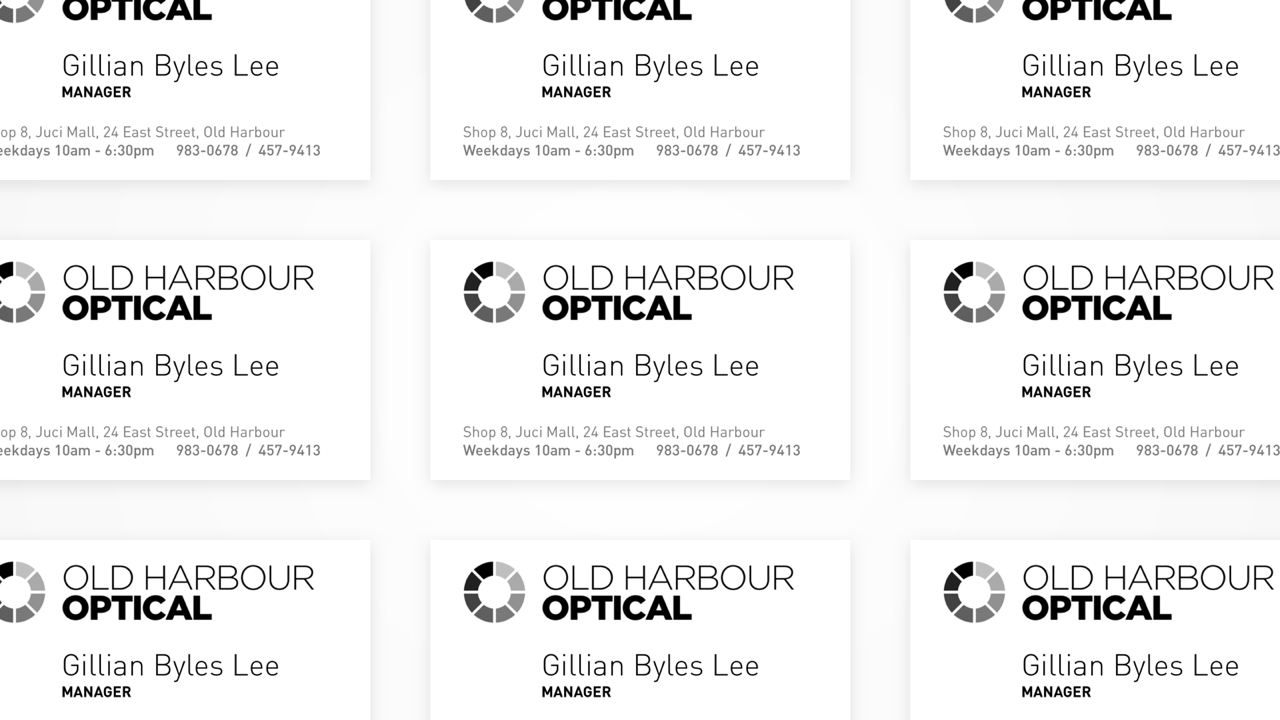 OPTICAL
Gillian Byles Lee
MANAGER
op 8, Juci Mall, 24 East Street, Old Harbour
eekdays 10am - 6:30pm 983-0678 / 457-9413
OPTICAL
Gillian Byles Lee
MANAGER
Shop 8, Juci Mall, 24 East Street, Old Harbour
Weekdays 10am - 6:30pm 983-0678 / 457-9413
OPTICAL
Gillian Byles Lee
MANAGER
Shop 8, Juci Mall, 24 East Street, Old Harbour
Weekdays 10am - 6:30pm 983-0678 / 457-9413
OLD HARBOUR
OPTICAL
Gillian Byles Lee
MANAGER
op 8, Juci Mall, 24 East Street, Old Harbour
eekdays 10am - 6:30pm 983-0678 / 457-9413
OLD HARBOUR
OPTICAL
Gillian Byles Lee
MANAGER
Shop 8, Juci Mall, 24 East Street, Old Harbour
Weekdays 10am - 6:30pm 983-0678 / 457-9413
OLD HARBOUR
OPTICAL
Gillian Byles Lee
MANAGER
Shop 8, Juci Mall, 24 East Street, Old Harbour
Weekdays 10am - 6:30pm 983-0678 / 457-9413
OLD HARBOUR
OPTICAL
Gillian Byles Lee
MANAGER
OLD HARBOUR
OPTICAL
Gillian Byles Lee
MANAGER
OLD HARBOUR
OPTICAL
Gillian Byles Lee
MANAGER